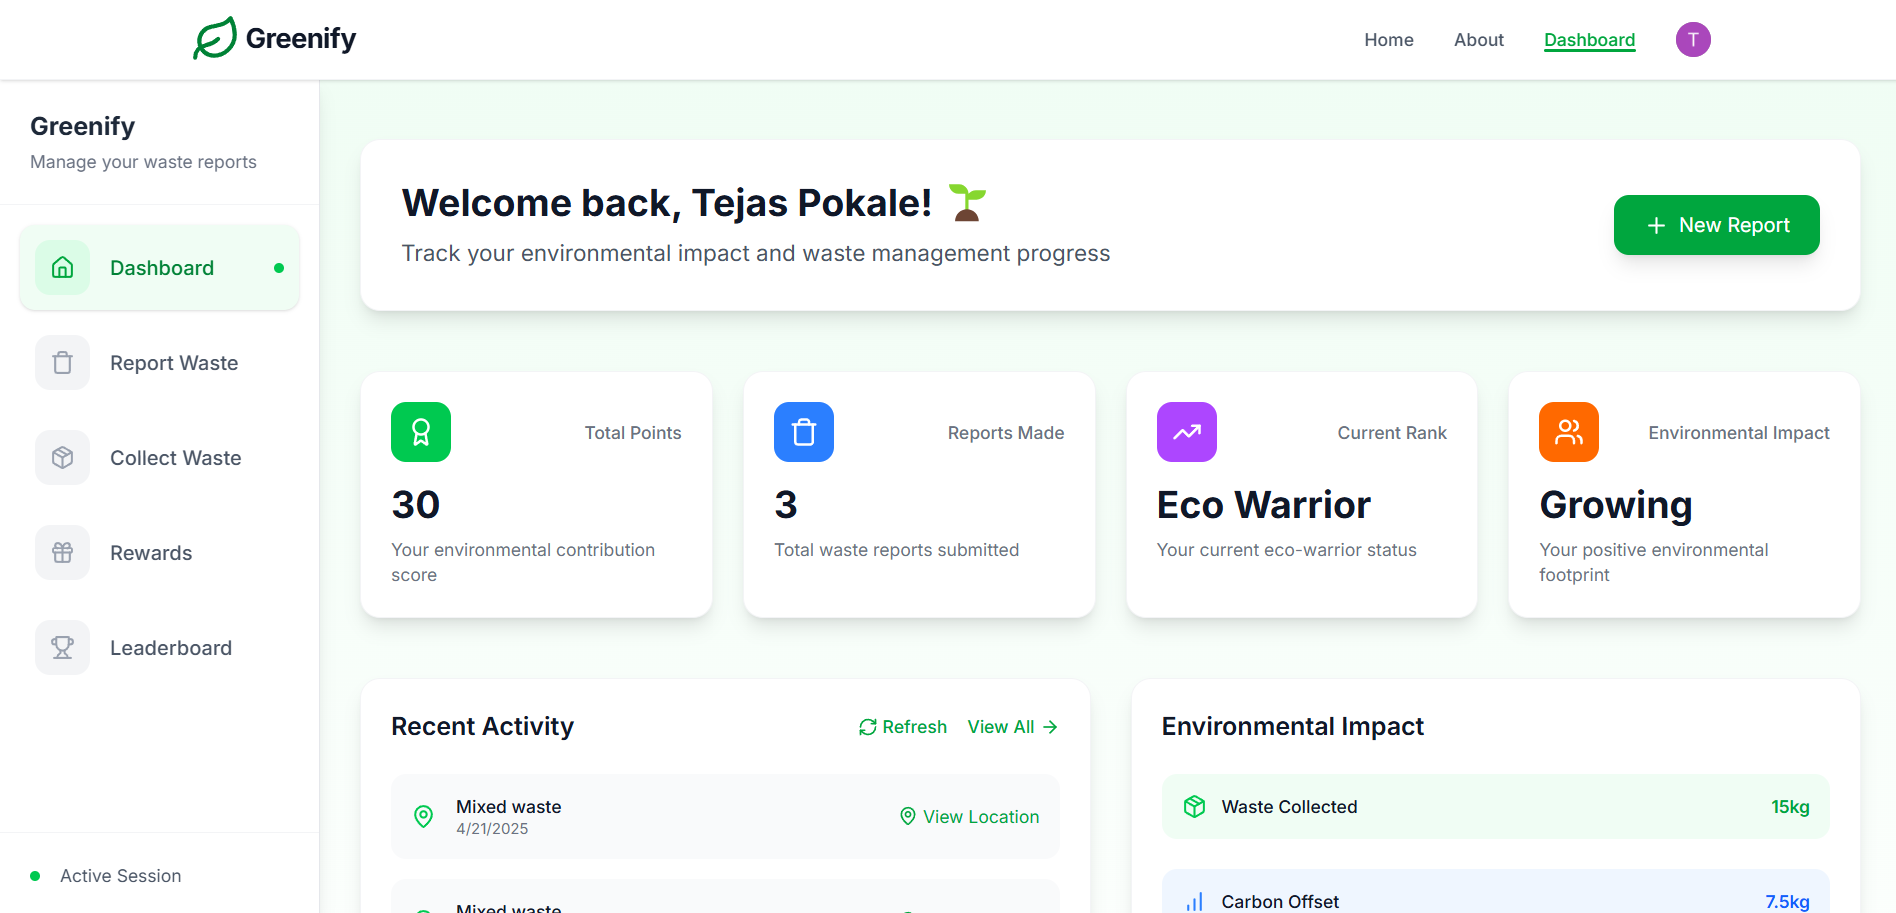 Greenify
Home
About
Dashboard
T
Greenify
Manage your waste reports
Dashboard
Report Waste
Collect Waste
Rewards
Leaderboard
Active Session
Welcome back, Tejas Pokale! 🌱
Track your environmental impact and waste management progress
New Report
Total Points
30
Your environmental contribution
score
Reports Made
3
Total waste reports submitted
Current Rank
Eco Warrior
Your current eco-warrior status
Environmental Impact
Growing
Your positive environmental
footprint
Recent Activity
Refresh
View All
Mixed waste
4/21/2025
View Location
Mixed waste
Environmental Impact
Waste Collected
15kg
Carbon Offset
7.5kg